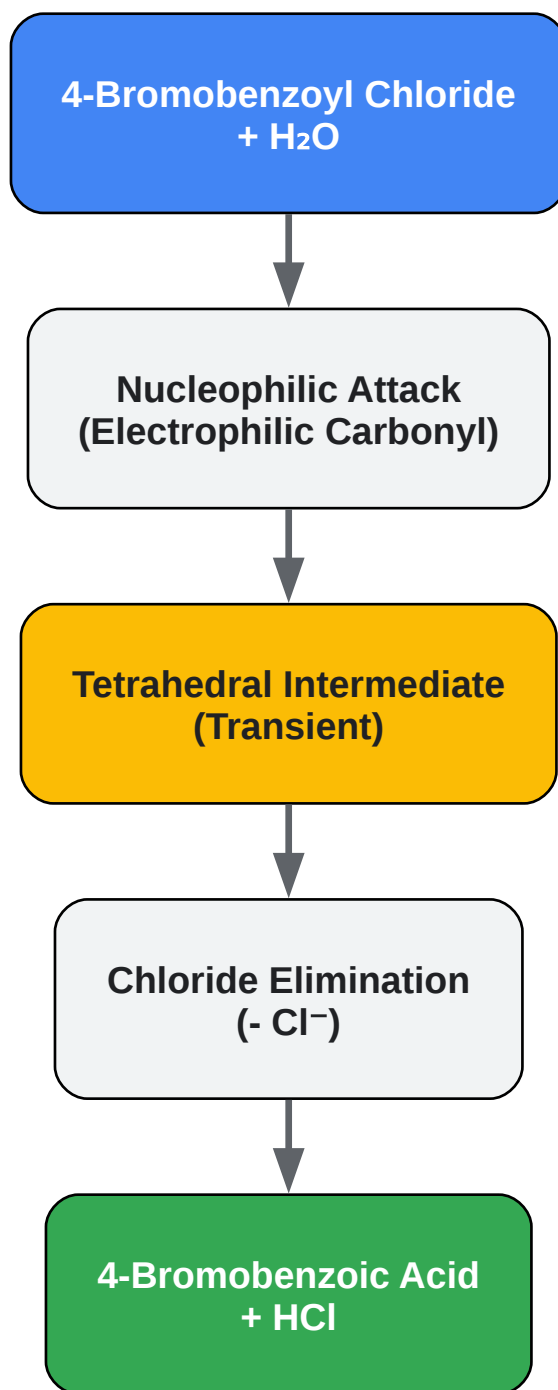 4-Bromobenzoyl Chloride
+ H₂O
Nucleophilic Attack
(Electrophilic Carbonyl)
Tetrahedral Intermediate
(Transient)
Chloride Elimination
(- Cl⁻)
4-Bromobenzoic Acid
+ HCl